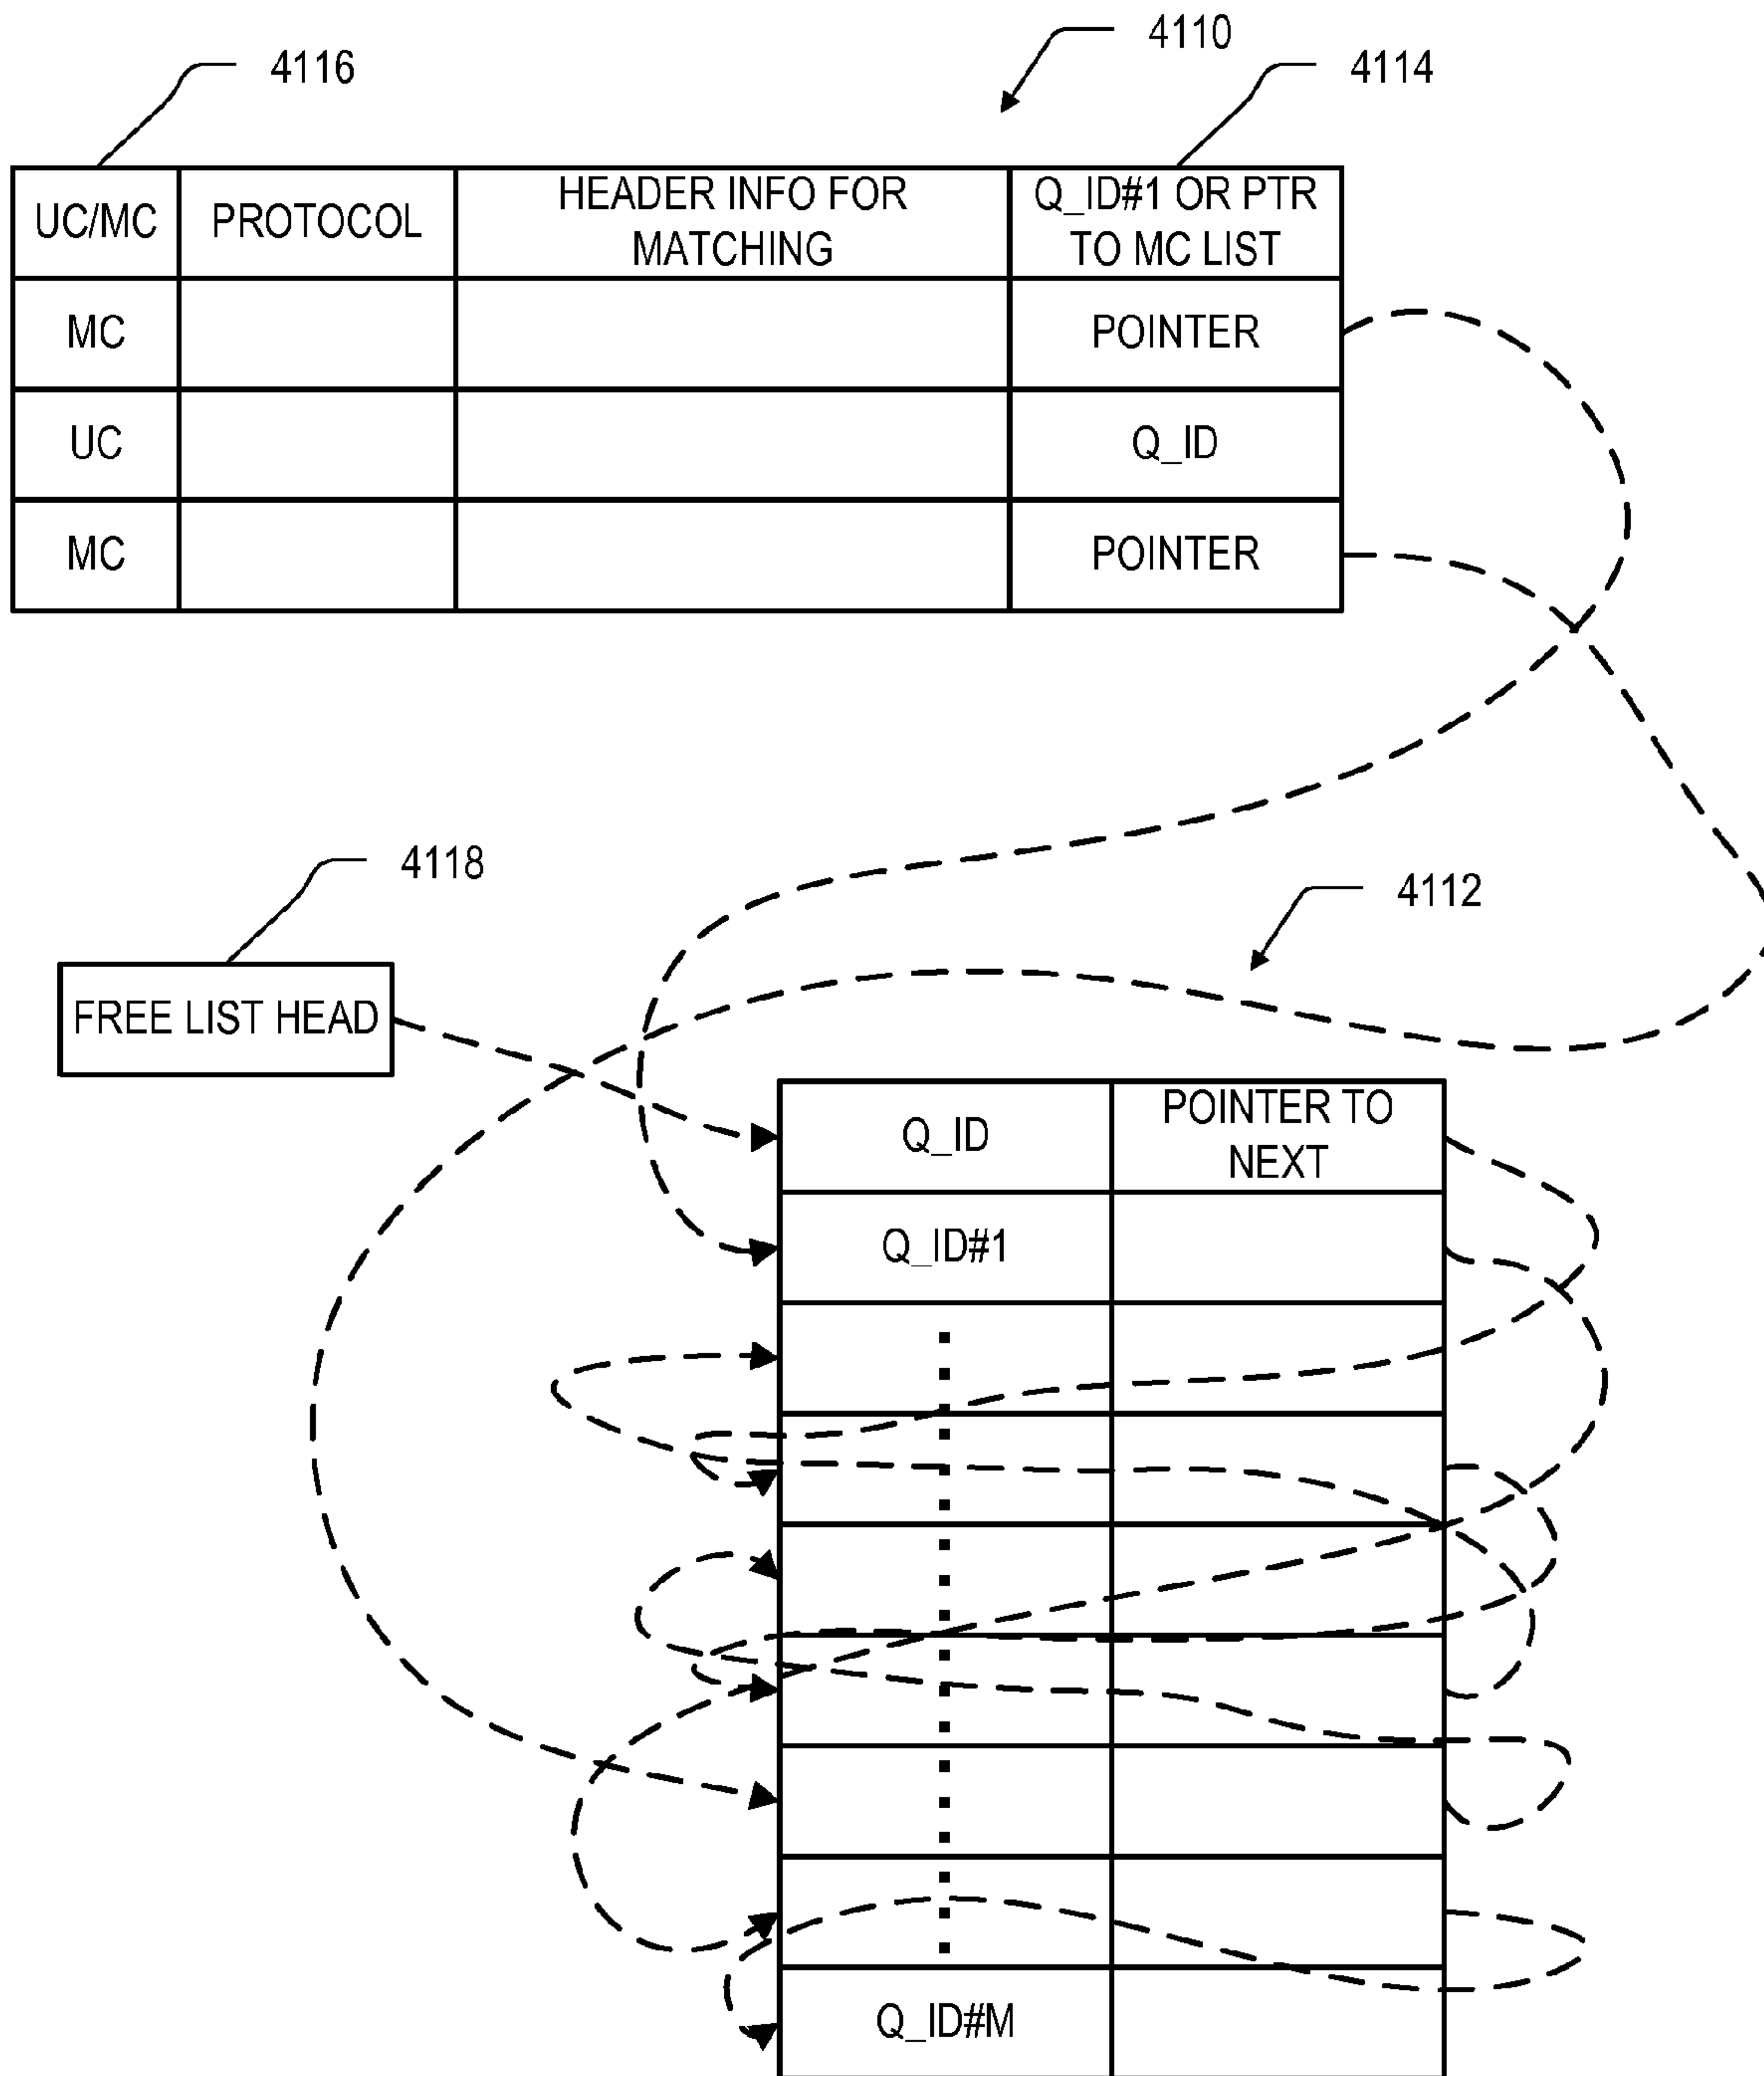 4110
4116
4114
UC/MC
PROTOCOL
HEADER INFO FOR
MATCHING
Q_ID#1 OR PTR
TO MC LIST
MC
POINTER
UC
Q_ID
MC
POINTER
4118
4112
FREE LIST HEAD
Q_ID
POINTER TO
NEXT
Q_ID#1
Q_ID#M